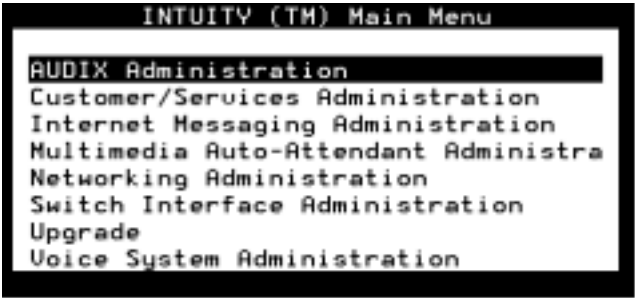 INTUITY (TM) Main Menu
AUDIX Administration
Customer/Services Administration
Internet Messaging Administration
Multimedia Auto-Attendant Administra
Networking Administration
Switch Interface Administration
Upgrade
Voice System Administration